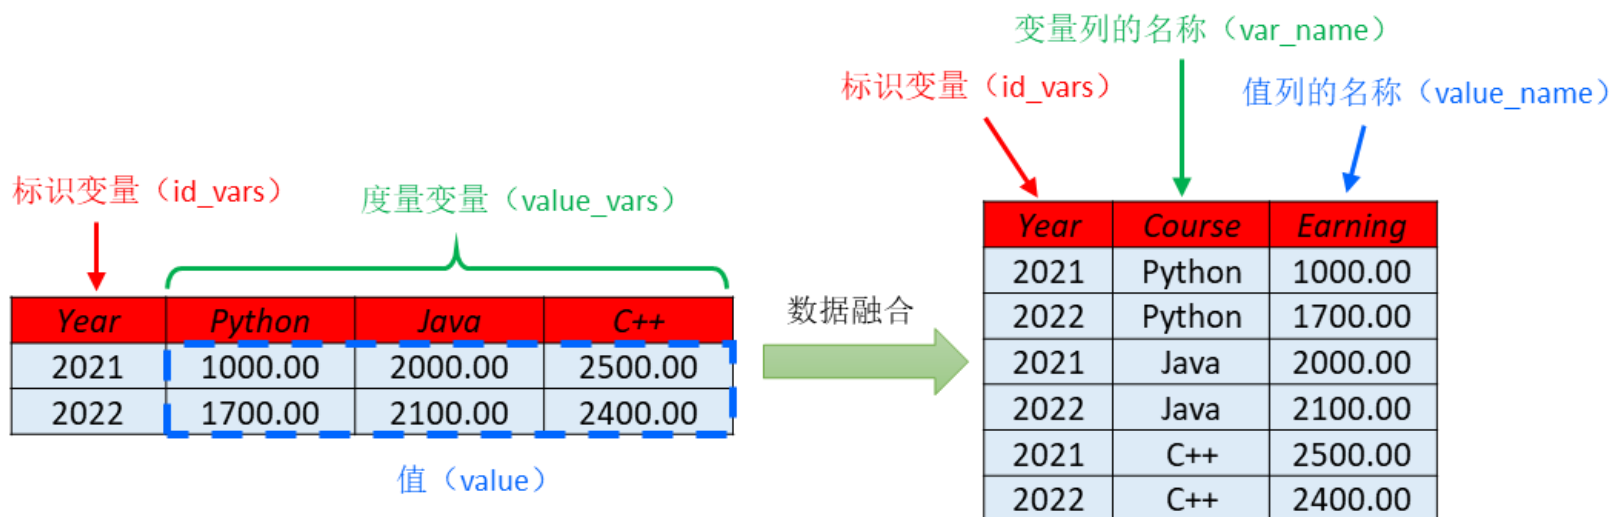 变量列的名称（var_name）
标识变量（id_vars）
值列的名称（value_name）
标识变量（id_vars）
度量变量（value_vars）
Year Python Java C++
2021 1000.00 2000.00 2500.00
2022 1700.00 2100.00 2400.00
值（value）
数据融合
Year Course Earning
2021 Python 1000.00
2022 Python 1700.00
2021 Java 2000.00
2022 Java 2100.00
2021 C++ 2500.00
2022 C++ 2400.00